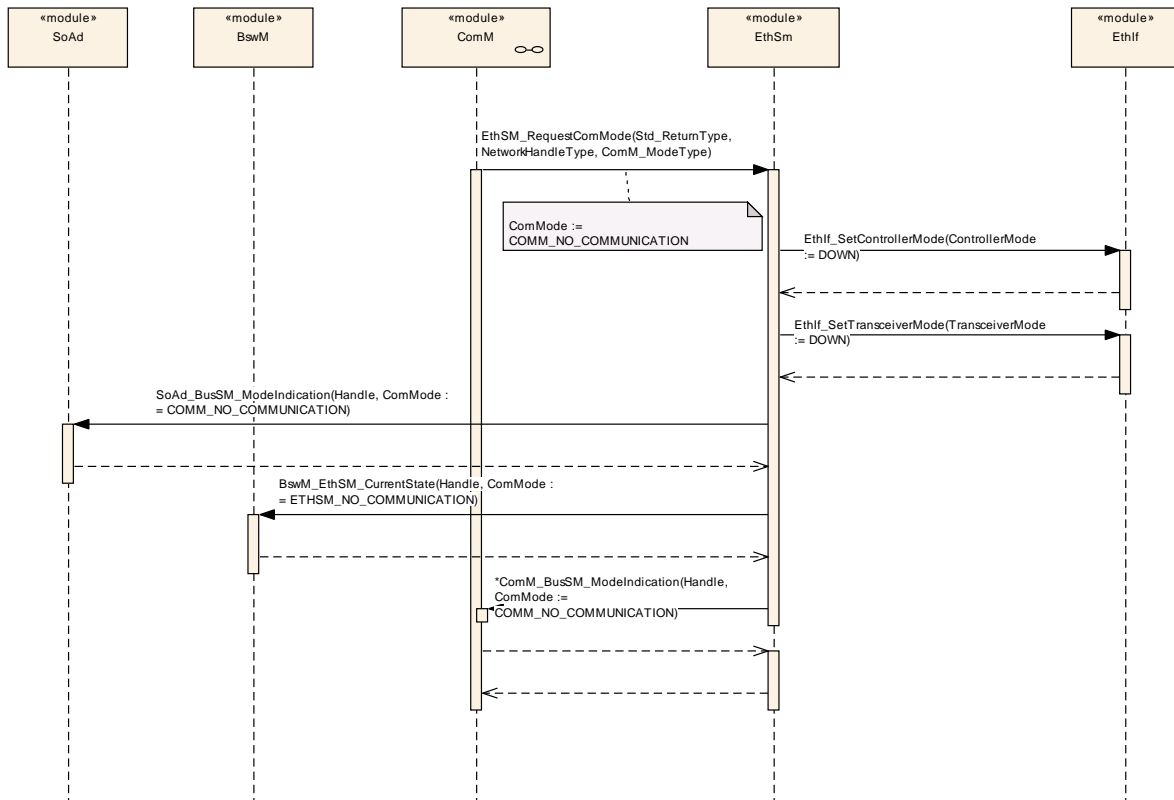 «module»
SoAd
«module»
BswM
«module»
ComM
«module»
EthSm
«module»
EthIf
EthSM_RequestComMode(Std_ReturnType,
NetworkHandleType, ComM_ModeType)
ComMode :=
COMM_NO_COMMUNICATION
EthIf_SetControllerMode(ControllerMode
:= DOWN)
EthIf_SetTransceiverMode(TransceiverMode
:= DOWN)
SoAd_BusSM_ModeIndication(Handle, ComMode :
= COMM_NO_COMMUNICATION)
BswM_EthSM_CurrentState(Handle, ComMode :
= ETHSM_NO_COMMUNICATION)
*ComM_BusSM_ModeIndication(Handle,
ComMode :=
COMM_NO_COMMUNICATION)